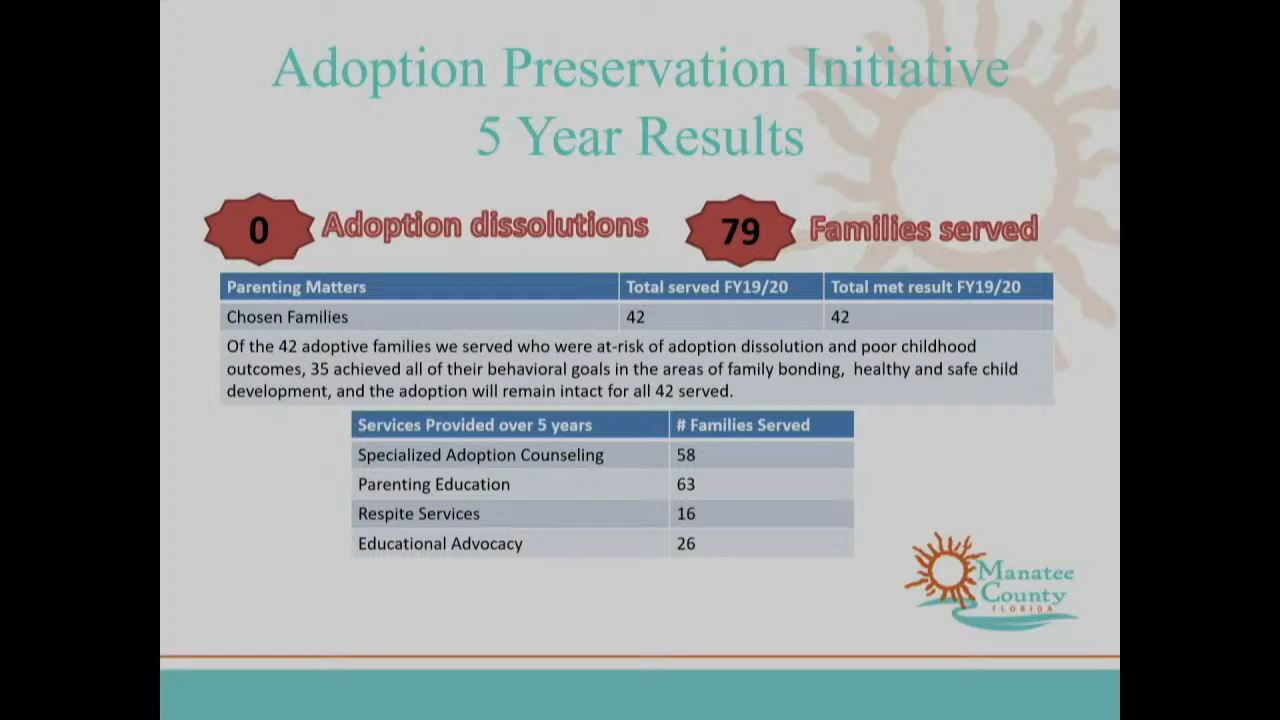 Adoption Preservation Initiative
5 Year Results
0 Adoption dissolutions 79 Families served
Parenting Matters Total served FY19/20 Total met result FY19/20
Chosen Families 42 42
Of the 42 adoptive families we served who were at-risk of adoption dissolution and poor childhood
outcomes, 35 achieved all of their behavioral goals in the areas of family bonding, healthy and safe child
development, and the adoption will remain intact for all 42 served.
Services Provided over 5 years # Families Served
Specialized Adoption Counseling 58
Parenting Education 63
Respite Services 16
Educational Advocacy 26
Manatee
County
FLORIDA